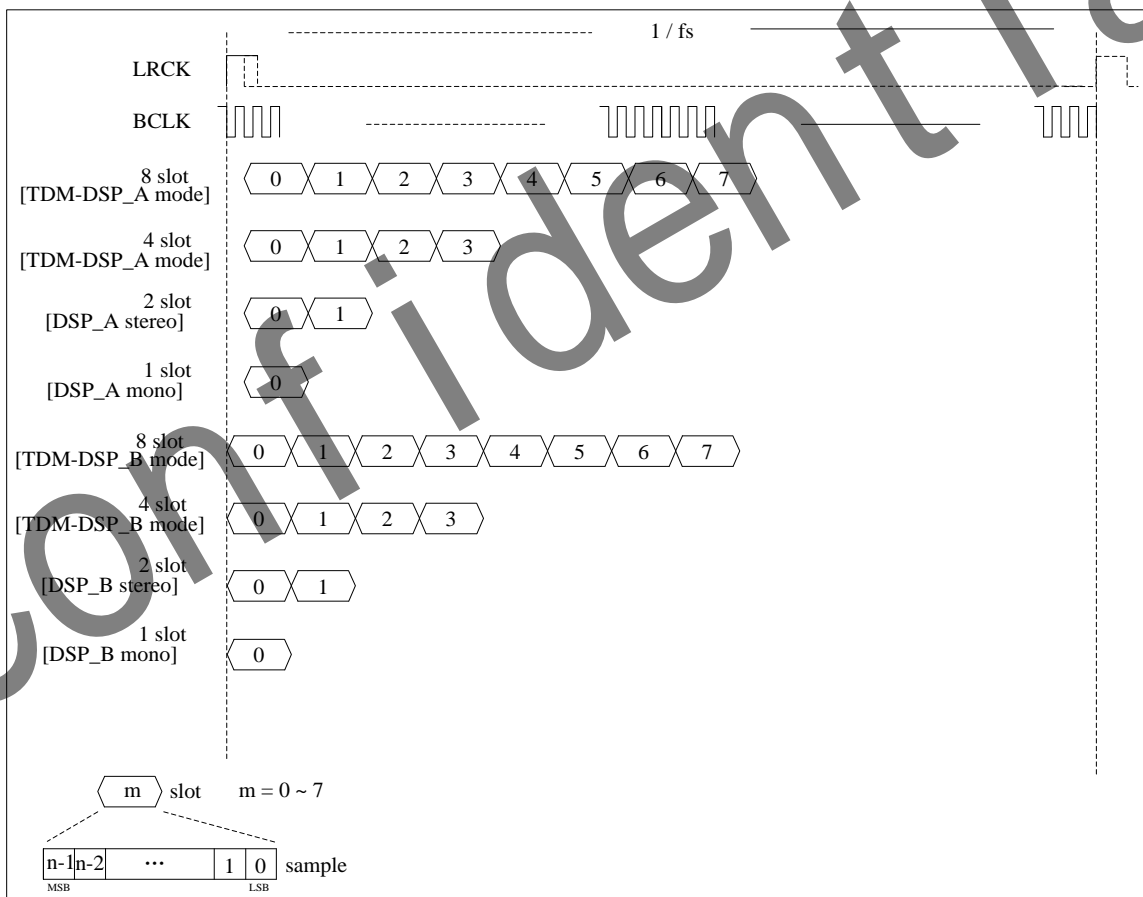 1 / fs
LRCK
BCLK
8 slot
[TDM-DSP_A mode]
0 1 2 3 4 5 6 7
4 slot
[TDM-DSP_A mode]
0 1 2 3
2 slot
[DSP_A stereo]
0 1
1 slot
[DSP_A mono]
0
8 slot
[TDM-DSP_B mode]
0 1 2 3 4 5 6 7
4 slot
[TDM-DSP_B mode]
0 1 2 3
2 slot
[DSP_B stereo]
0 1
1 slot
[DSP_B mono]
0
m slot m = 0 ~ 7
n-1 n-2 ... 1 0 sample
MSB LSB
Confidential